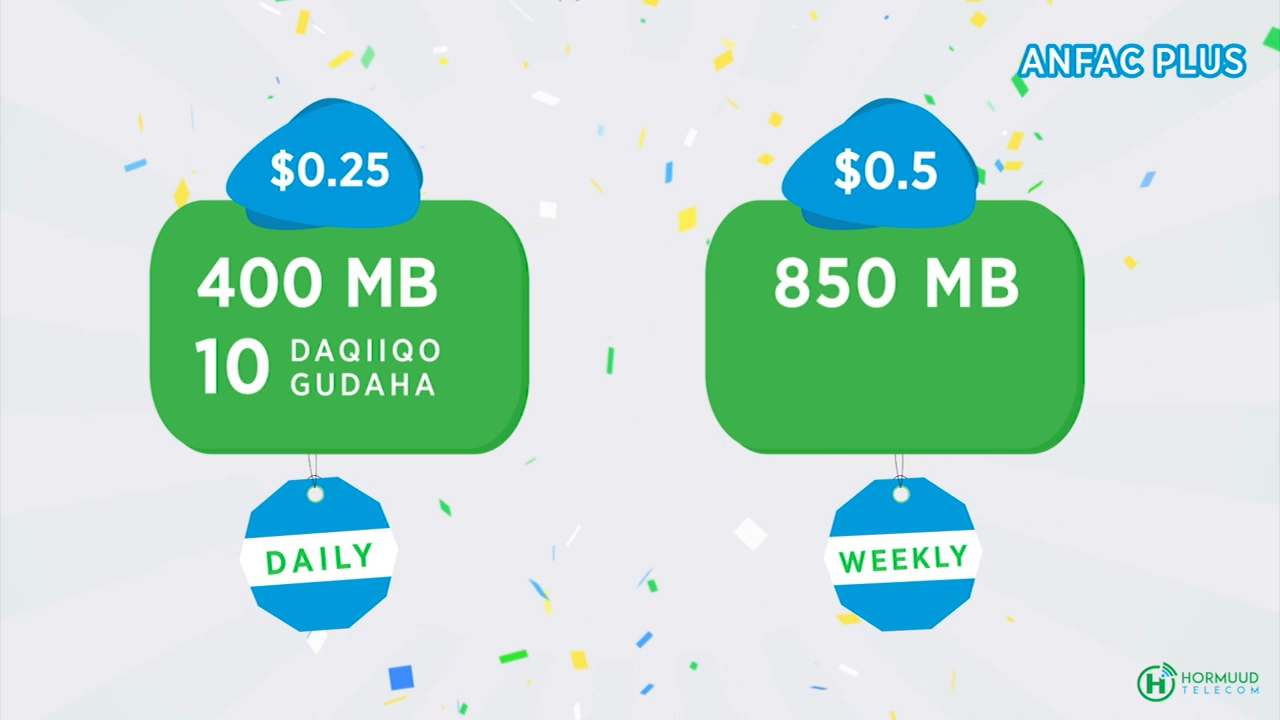 ANFAC PLUS
$0.25
400 MB
10 DAQIIQO
GUDAHA
DAILY
$0.5
850 MB
WEEKLY
HORMUUD
TELECOM